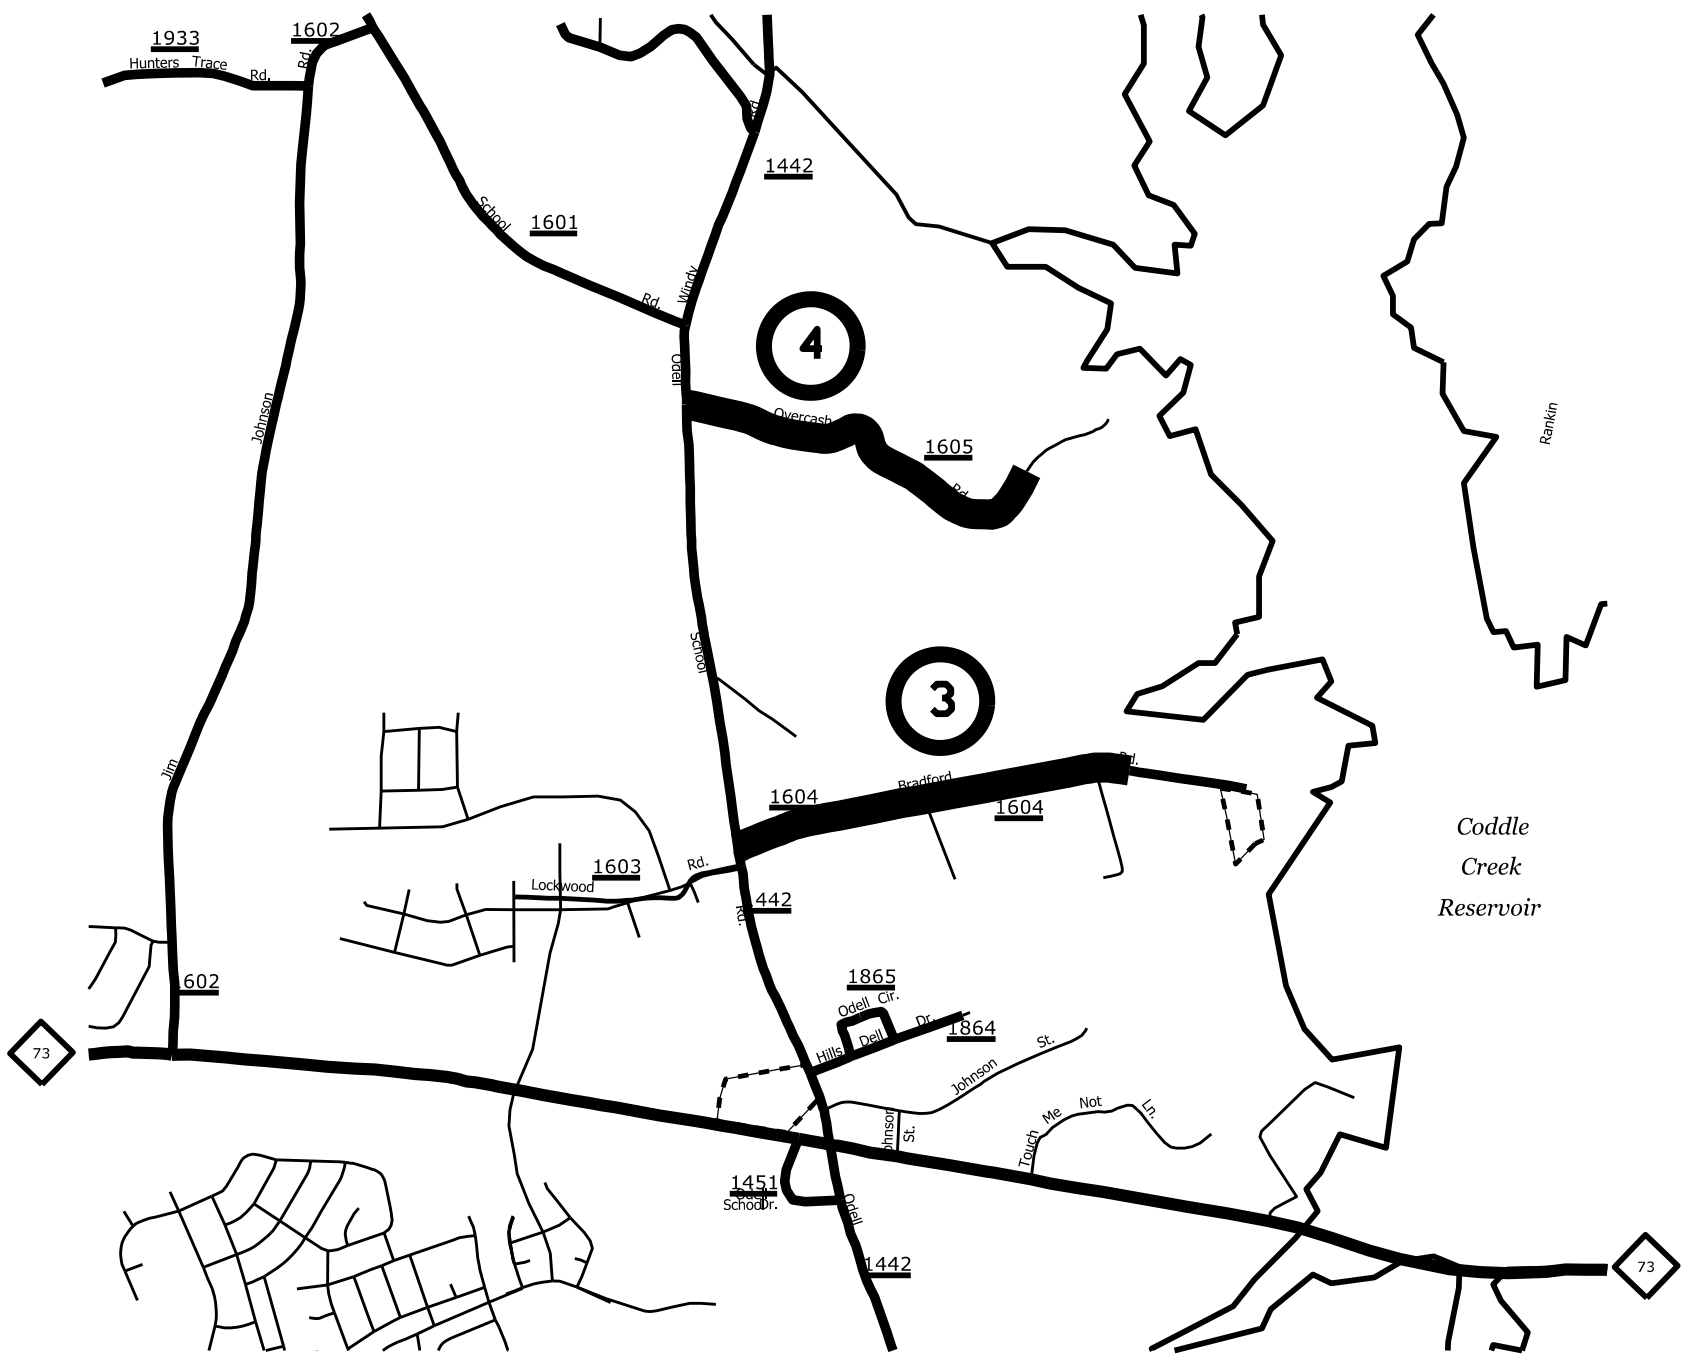 1933
1602
Hunters Trace Rd.
Rd.
Rd.
1442
School
1601
Windy
Rd.
4
Odell
Overcash
Johnson
1605
Rd.
Rankin
School
3
Jim
Rd.
Bradford
1604
1604
Coddle
Creek
Reservoir
1603
Rd.
Lockwood
1442
Rd.
1865
1602
Odell Cir.
Dr.
1864
Hills Dell
St.
73
Johnson
Me Not Ln.
Johnson
St.
Touch
1451
Odell
School Dr.
Odell
1442
73